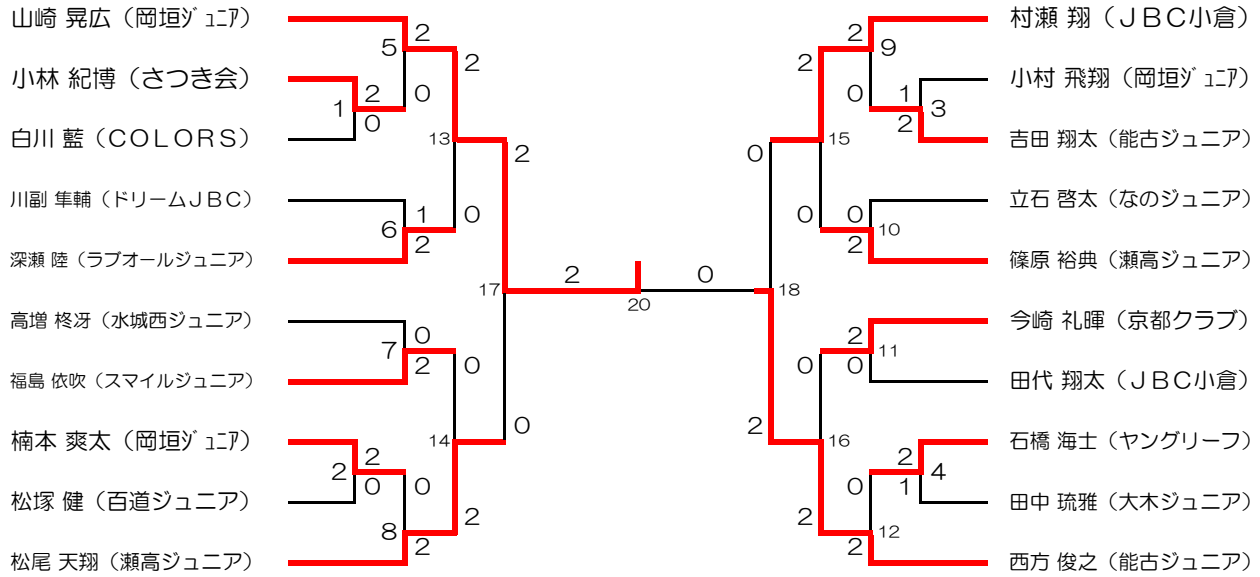 山崎 晃広（岡垣ｼﾞｭﾆｱ）
小林 紀博（さつき会）
白川 藍（ＣＯＬＯＲＳ）
川副 隼輔（ドリームＪＢＣ）
深瀬 陸（ラブオールジュニア）
高増 柊冴（水城西ジュニア）
福島 依吹（スマイルジュニア）
楠本 爽太（岡垣ｼﾞｭﾆｱ）
松塚 健（百道ジュニア）
松尾 天翔（瀬高ジュニア）
5 2
0
1 2
0
2
13
6 1
2
0
2
17
7 0
2
0
14
2 2
0
0
8 2
2
0
2
20
0
18
村瀬 翔（ＪＢＣ小倉）
小村 飛翔（岡垣ｼﾞｭﾆｱ）
吉田 翔太（能古ジュニア）
立石 啓太（なのジュニア）
篠原 裕典（瀬高ジュニア）
今崎 礼暉（京都クラブ）
田代 翔太（ＪＢＣ小倉）
石橋 海士（ヤングリーフ）
田中 琉雅（大木ジュニア）
西方 俊之（能古ジュニア）
2 9
0
1 3
2
2
15
0
0 10
2
0
2
2 11
0
0
16
2
2 4
1
0
12
2